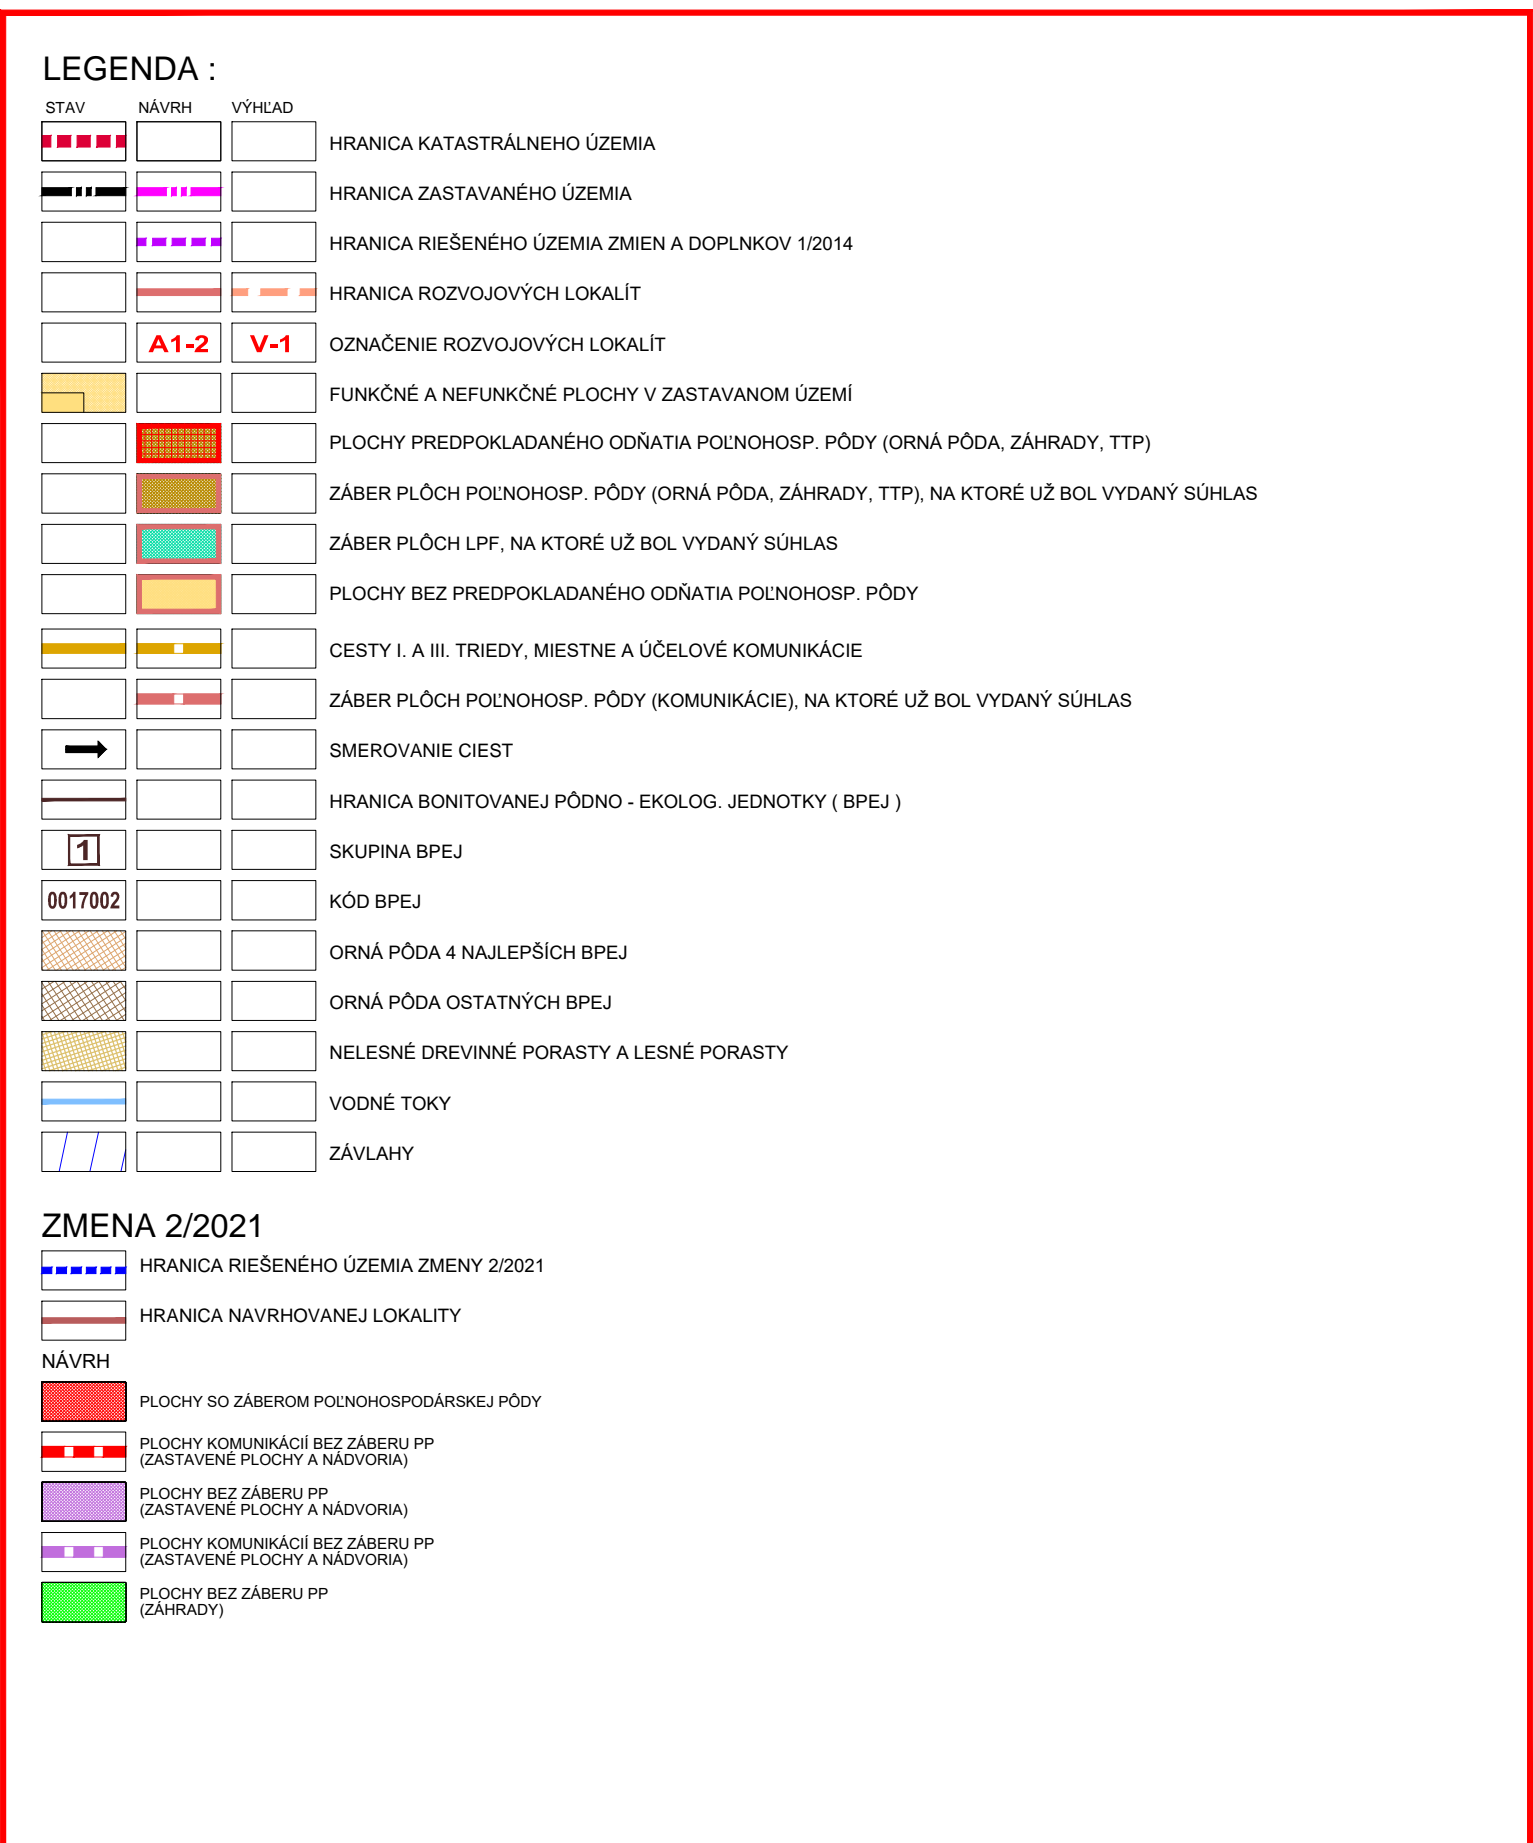 LEGENDA :
STAV NÁVRH VÝHĽAD
HRANICA KATASTRÁLNEHO ÚZEMIA
HRANICA ZASTAVANÉHO ÚZEMIA
HRANICA RIEŠENÉHO ÚZEMIA ZMIEN A DOPLNKOV 1/2014
HRANICA ROZVOJOVÝCH LOKALÍT
A1-2 V-1 OZNAČENIE ROZVOJOVÝCH LOKALÍT
FUNKČNÉ A NEFUNKČNÉ PLOCHY V ZASTAVANOM ÚZEMÍ
PLOCHY PREDPOKLADANÉHO ODŇATIA POĽNOHOSP. PÔDY (ORNÁ PÔDA, ZÁHRADY, TTP)
ZÁBER PLÔCH POĽNOHOSP. PÔDY (ORNÁ PÔDA, ZÁHRADY, TTP), NA KTORÉ UŽ BOL VYDANÝ SÚHLAS
ZÁBER PLÔCH LPF, NA KTORÉ UŽ BOL VYDANÝ SÚHLAS
PLOCHY BEZ PREDPOKLADANÉHO ODŇATIA POĽNOHOSP. PÔDY
CESTY I. A III. TRIEDY, MIESTNE A ÚČELOVÉ KOMUNIKÁCIE
ZÁBER PLÔCH POĽNOHOSP. PÔDY (KOMUNIKÁCIE), NA KTORÉ UŽ BOL VYDANÝ SÚHLAS
SMEROVANIE CIEST
HRANICA BONITOVANEJ PÔDNO - EKOLOG. JEDNOTKY ( BPEJ )
1 SKUPINA BPEJ
0017002 KÓD BPEJ
ORNÁ PÔDA 4 NAJLEPŠÍCH BPEJ
ORNÁ PÔDA OSTATNÝCH BPEJ
NELESNÉ DREVINNÉ PORASTY A LESNÉ PORASTY
VODNÉ TOKY
ZÁVLAHY
ZMENA 2/2021
HRANICA RIEŠENÉHO ÚZEMIA ZMENY 2/2021
HRANICA NAVRHOVANEJ LOKALITY
NÁVRH
PLOCHY SO ZÁBEROM POĽNOHOSPODÁRSKEJ PÔDY
PLOCHY KOMUNIKÁCIÍ BEZ ZÁBERU PP
(ZASTAVENÉ PLOCHY A NÁDVORIA)
PLOCHY BEZ ZÁBERU PP
(ZASTAVENÉ PLOCHY A NÁDVORIA)
PLOCHY KOMUNIKÁCIÍ BEZ ZÁBERU PP
(ZASTAVENÉ PLOCHY A NÁDVORIA)
PLOCHY BEZ ZÁBERU PP
(ZÁHRADY)